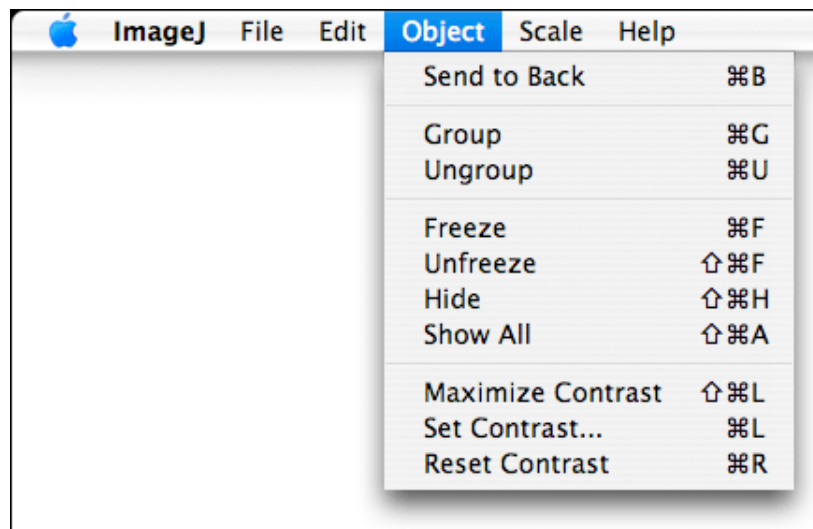 ImageJ File Edit Object Scale Help
Send to Back ⌘B
Group ⌘G
Ungroup ⌘U
Freeze ⌘F
Unfreeze ⇧⌘F
Hide ⇧⌘H
Show All ⇧⌘A
Maximize Contrast ⇧⌘L
Set Contrast... ⌘L
Reset Contrast ⌘R